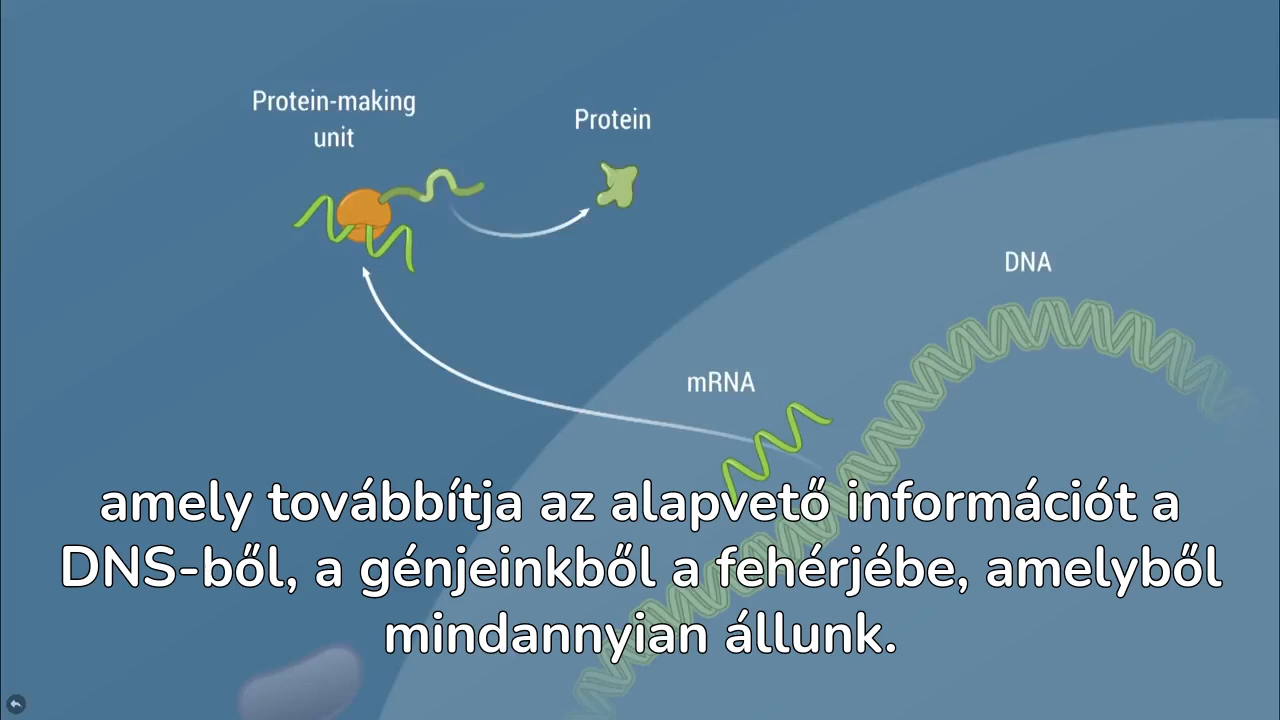 Protein-making
unit
Protein
DNA
mRNA
amely továbbítja az alapvető információt a
DNS-ből, a génjeinkből a fehérjébe, amelyből
mindannyian állunk.